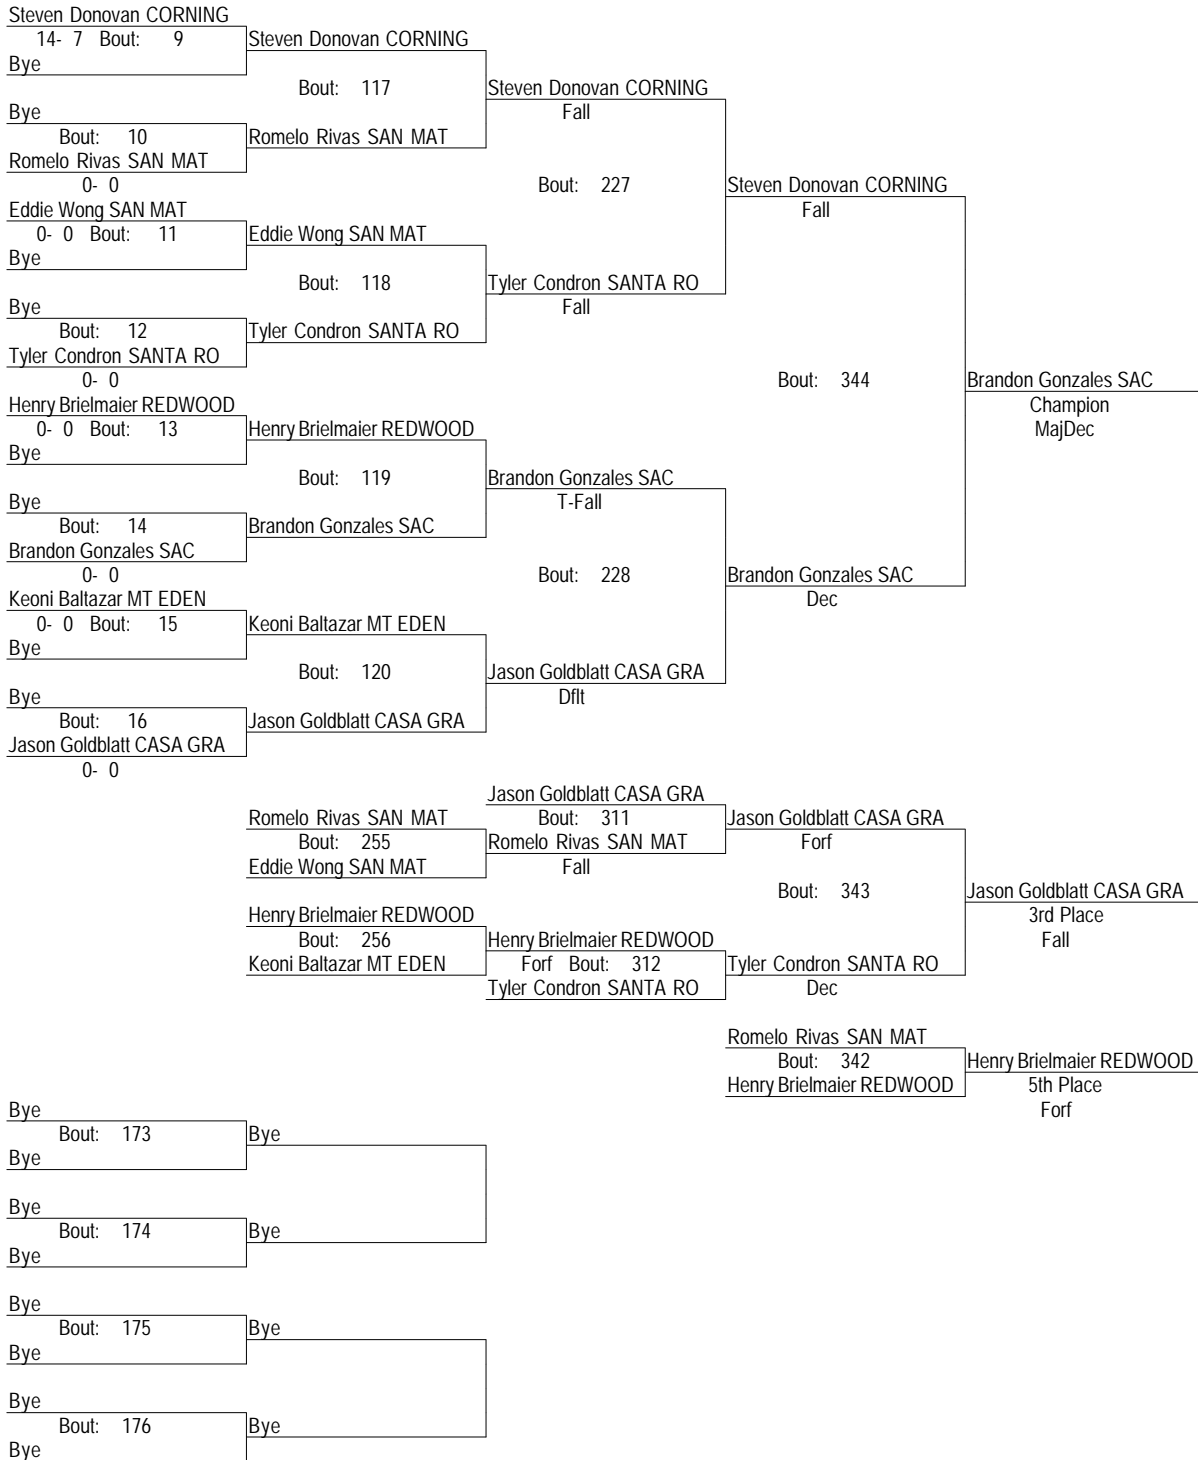 Steven Donovan CORNING
14- 7 Bout: 9
Steven Donovan CORNING
Bye
Bout: 117
Steven Donovan CORNING
Bye
Fall
Bout: 10
Romelo Rivas SAN MAT
Romelo Rivas SAN MAT
0- 0
Bout: 227
Steven Donovan CORNING
Eddie Wong SAN MAT
Fall
0- 0 Bout: 11
Eddie Wong SAN MAT
Bye
Bout: 118
Tyler Condron SANTA RO
Bye
Fall
Bout: 12
Tyler Condron SANTA RO
Tyler Condron SANTA RO
0- 0
Bout: 344
Brandon Gonzales SAC
Henry Brielmaier REDWOOD
Champion
0- 0 Bout: 13
Henry Brielmaier REDWOOD
MajDec
Bye
Bout: 119
Brandon Gonzales SAC
Bye
T-Fall
Bout: 14
Brandon Gonzales SAC
Brandon Gonzales SAC
0- 0
Bout: 228
Brandon Gonzales SAC
Keoni Baltazar MT EDEN
Dec
0- 0 Bout: 15
Keoni Baltazar MT EDEN
Bye
Bout: 120
Jason Goldblatt CASA GRA
Bye
Dflt
Bout: 16
Jason Goldblatt CASA GRA
Jason Goldblatt CASA GRA
0- 0
Jason Goldblatt CASA GRA
Romelo Rivas SAN MAT
Bout: 311
Jason Goldblatt CASA GRA
Bout: 255
Romelo Rivas SAN MAT
Forf
Eddie Wong SAN MAT
Fall
Bout: 343
Jason Goldblatt CASA GRA
Henry Brielmaier REDWOOD
3rd Place
Bout: 256
Henry Brielmaier REDWOOD
Fall
Keoni Baltazar MT EDEN
Forf Bout: 312
Tyler Condron SANTA RO
Tyler Condron SANTA RO
Dec
Romelo Rivas SAN MAT
Bout: 342
Henry Brielmaier REDWOOD
Henry Brielmaier REDWOOD
5th Place
Forf
Bye
Bout: 173
Bye
Bye
Bye
Bout: 174
Bye
Bye
Bye
Bout: 175
Bye
Bye
Bye
Bout: 176
Bye
Bye